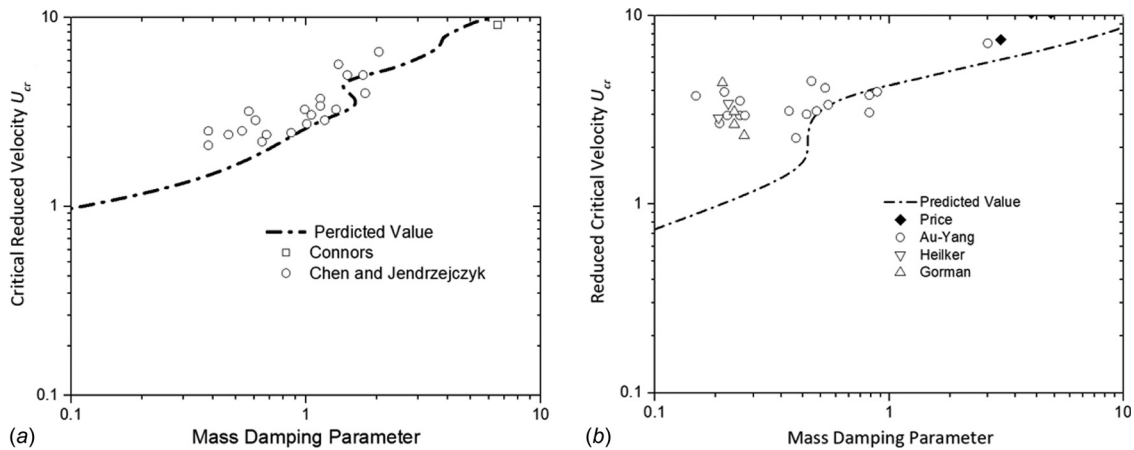 10
1
0.1
0.1
1
10
Critical Reduced Velocity Ucr
Mass Damping Parameter
Perdicted Value
Connors
Chen and Jendrzejczyk
(a)
10
1
0.1
0.1
1
10
Reduced Critical Velocity Ucr
Mass Damping Parameter
Predicted Value
Price
Au-Yang
Heilker
Gorman
(b)